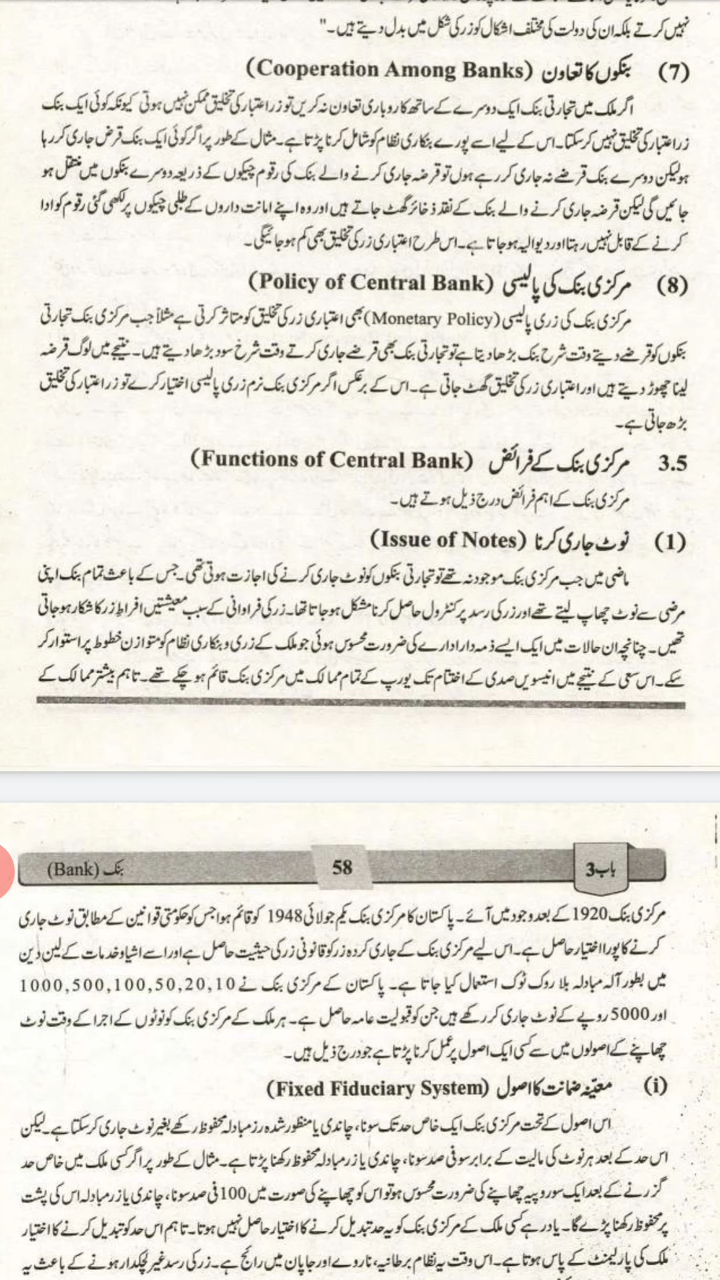 نہیں کرتے بلکہ ان کی دولت کی مختلف اشکال کو زر کی شکل میں بدل دیتے ہیں۔"
(7) بنکوں کا تعاون (Cooperation Among Banks)
اگر ملک میں تجارتی بنک ایک دوسرے کے ساتھ کاروباری تعاون نہ کریں تو زر اعتبار کی تخلیق ممکن نہیں ہوتی کیونکہ کوئی ایک بنک
زر اعتبار کی تخلیق نہیں کر سکتا۔ اس کے لیے اسے پورے بنکاری نظام کو شامل کرنا پڑتا ہے۔ مثال کے طور پر اگر کوئی ایک بنک قرض جاری کر رہا
ہو لیکن دوسرے بنک قرضے نہ جاری کر رہے ہوں تو قرضہ جاری کرنے والے بنک کی رقوم چیکوں کے ذریعہ دوسرے بنکوں میں منتقل ہو
جائیں گی لیکن قرضہ جاری کرنے والے بنک کے نقد ذخائر گھٹ جاتے ہیں اور وہ اپنے امانت داروں کے طلبی چیکوں پر لکھی گئی رقوم کو ادا
کرنے کے قابل نہیں رہتا اور دیوالیہ ہو جاتا ہے۔ اس طرح اعتباری زر کی تخلیق بھی کم ہو جائیگی۔
(8) مرکزی بنک کی پالیسی (Policy of Central Bank)
مرکزی بنک کی زری پالیسی (Monetary Policy) بھی اعتباری زر کی تخلیق کو متاثر کرتی ہے مثلاً جب مرکزی بنک تجارتی
بنکوں کو قرضے دیتے وقت شرح بنک بڑھا دیتا ہے تو تجارتی بنک بھی قرضے جاری کرتے وقت شرح سود بڑھا دیتے ہیں۔ نتیجے میں لوگ قرضہ
لینا چھوڑ دیتے ہیں اور اعتباری زر کی تخلیق گھٹ جاتی ہے۔ اس کے برعکس اگر مرکزی بنک نرم زری پالیسی اختیار کرے تو زر اعتبار کی تخلیق
بڑھ جاتی ہے۔
3.5 مرکزی بنک کے فرائض (Functions of Central Bank)
مرکزی بنک کے اہم فرائض درج ذیل ہوتے ہیں۔
(1) نوٹ جاری کرنا (Issue of Notes)
ماضی میں جب مرکزی بنک موجود نہ تھے تو تجارتی بنکوں کو نوٹ جاری کرنے کی اجازت ہوتی تھی۔ جس کے باعث تمام بنک اپنی
مرضی سے نوٹ چھاپ لیتے تھے اور زر کی رسد پر کنٹرول حاصل کرنا مشکل ہو جاتا تھا۔ زر کی فراوانی کے سبب معیشتیں افراط زر کا شکار ہو جاتی
تھیں۔ چنانچہ ان حالات میں ایک ایسے ذمہ دار ادارے کی ضرورت محسوس ہوئی جو ملک کے زری و بنکاری نظام کو متوازن خطوط پر استوار کر
سکے۔ اس سعی کے نتیجے میں انیسویں صدی کے اختتام تک یورپ کے تمام ممالک میں مرکزی بنک قائم ہو چکے تھے۔ تاہم بیشتر ممالک کے
باب 3 58 بنک (Bank)
مرکزی بنک 1920 کے بعد وجود میں آئے۔ پاکستان کا مرکزی بنک یکم جولائی 1948 کو قائم ہوا جس کو حکومتی قوانین کے مطابق نوٹ جاری
کرنے کا پورا اختیار حاصل ہے۔ اس لیے مرکزی بنک کے جاری کردہ زر کو قانونی زر کی حیثیت حاصل ہے اور اسے اشیا و خدمات کے لین دین
میں بطور آلہ مبادلہ بلا روک ٹوک استعمال کیا جاتا ہے۔ پاکستان کے مرکزی بنک نے 1000,500,100,50,20,10
اور 5000 روپے کے نوٹ جاری کر رکھے ہیں جن کو قبولیت عامہ حاصل ہے۔ ہر ملک کے مرکزی بنک کو نوٹوں کے اجرا کے وقت نوٹ
چھاپنے کے اصولوں میں سے کسی ایک اصول پر عمل کرنا پڑتا ہے جو درج ذیل ہیں۔
(i) معیّنہ ضمانت کا اصول (Fixed Fiduciary System)
اس اصول کے تحت مرکزی بنک ایک خاص حد تک سونا، چاندی یا منظور شدہ زر مبادلہ محفوظ رکھے بغیر نوٹ جاری کر سکتا ہے۔ لیکن
اس حد کے بعد ہر نوٹ کی مالیت کے برابر سو فی صد سونا، چاندی یا زر مبادلہ محفوظ رکھنا پڑتا ہے۔ مثال کے طور پر اگر کسی ملک میں خاص حد
گزرنے کے بعد ایک سو روپیہ چھاپنے کی ضرورت محسوس ہو تو اس کو چھاپنے کی صورت میں 100 فی صد سونا، چاندی یا زر مبادلہ اس کی پشت
پر محفوظ رکھنا پڑے گا۔ یاد رہے کسی ملک کے مرکزی بنک کو یہ حد تبدیل کرنے کا اختیار حاصل نہیں ہوتا۔ تاہم اس حد کو تبدیل کرنے کا اختیار
ملک کی پارلیمنٹ کے پاس ہوتا ہے۔ اس وقت یہ نظام برطانیہ، ناروے اور جاپان میں رائج ہے۔ زر کی رسد غیر لچکدار ہونے کے باعث یہ